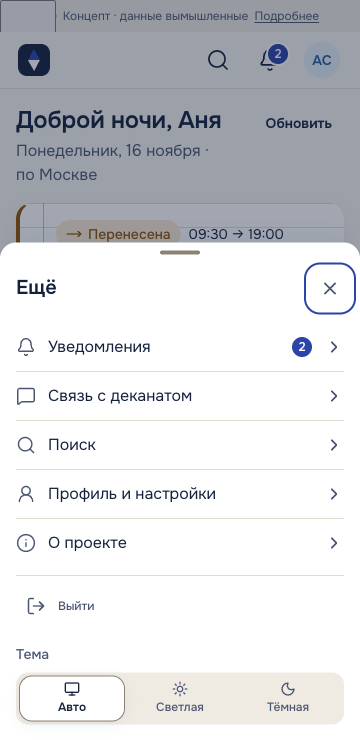 Концепт · данные вымышленные Подробнее
2
АС
Доброй ночи, Аня
Обновить
Понедельник, 16 ноября ·
по Москве
Перенесена 09:30 → 19:00
Ещё
Уведомления 2
Связь с деканатом
Поиск
Профиль и настройки
О проекте
Выйти
Тема
Авто Светлая Тёмная